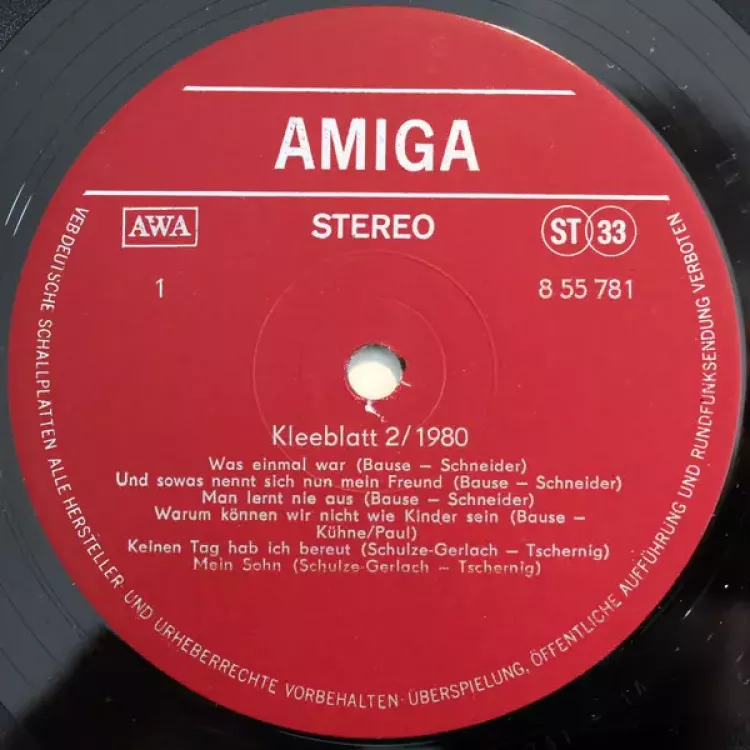 AMIGA
AWA
STEREO
ST 33
1
8 55 781
Kleeblatt 2/1980
Was einmal war (Bause – Schneider)
Und sowas nennt sich nun mein Freund (Bause – Schneider)
Man lernt nie aus (Bause – Schneider)
Warum können wir nicht wie Kinder sein (Bause –
Kühne/Paul)
Keinen Tag hab ich bereut (Schulze-Gerlach – Tschernig)
Mein Sohn (Schulze-Gerlach – Tschernig)
VEB DEUTSCHE SCHALLPLATTEN ALLE HERSTELLER- UND URHEBERRECHTE VORBEHALTEN · ÜBERSPIELUNG, ÖFFENTLICHE AUFFÜHRUNG UND RUNDFUNKSENDUNG VERBOTEN